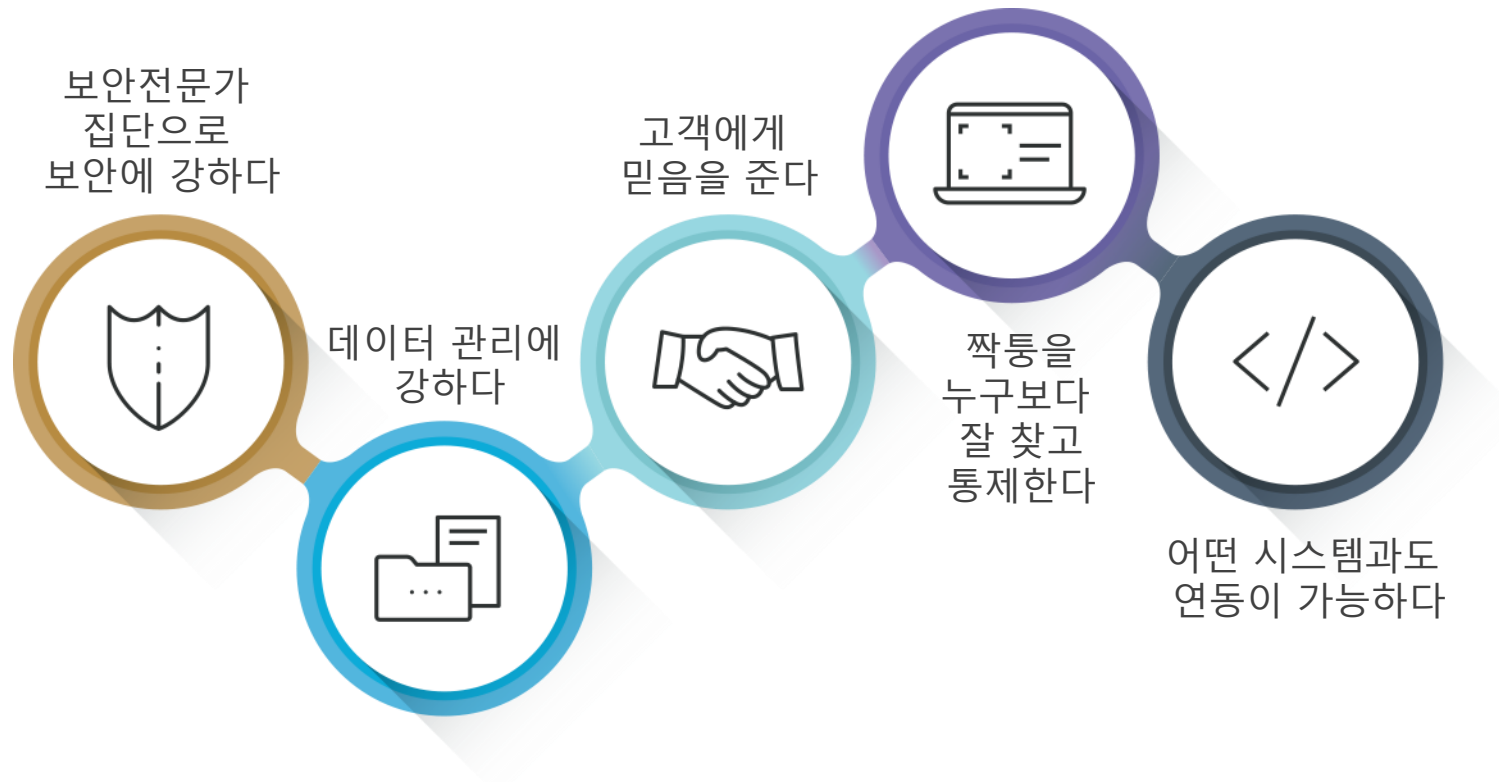 보안전문가
집단으로
보안에 강하다
데이터 관리에
강하다
고객에게
믿음을 준다
짝퉁을
누구보다
잘 찾고
통제한다
어떤 시스템과도
연동이 가능하다